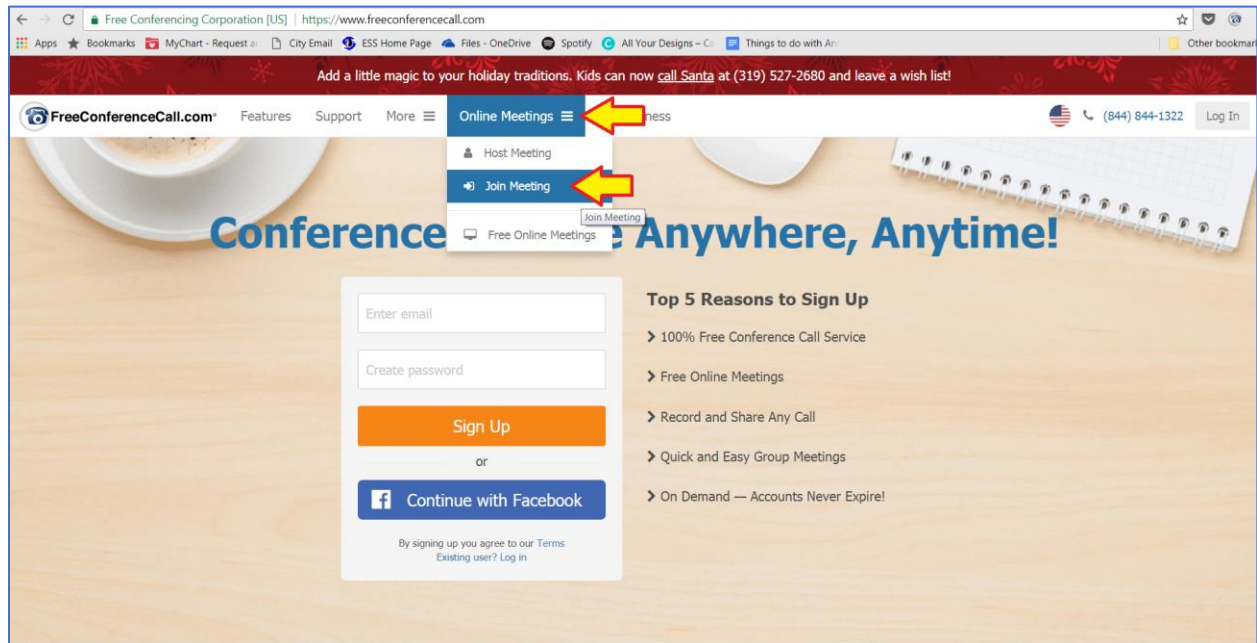 Free Conferencing Corporation [US] | https://www.freeconferencecall.com
Apps Bookmarks MyChart - Request a City Email ESS Home Page Files - OneDrive Spotify All Your Designs – Ca Things to do with An Other bookmar
Add a little magic to your holiday traditions. Kids can now call Santa at (319) 527-2680 and leave a wish list!
FreeConferenceCall.com Features Support More Online Meetings ness (844) 844-1322 Log In
Host Meeting
Join Meeting
Join Meeting
Free Online Meetings
Conference e Anywhere, Anytime!
Enter email
Create password
Sign Up
or
Continue with Facebook
By signing up you agree to our Terms
Existing user? Log in
Top 5 Reasons to Sign Up
100% Free Conference Call Service
Free Online Meetings
Record and Share Any Call
Quick and Easy Group Meetings
On Demand — Accounts Never Expire!